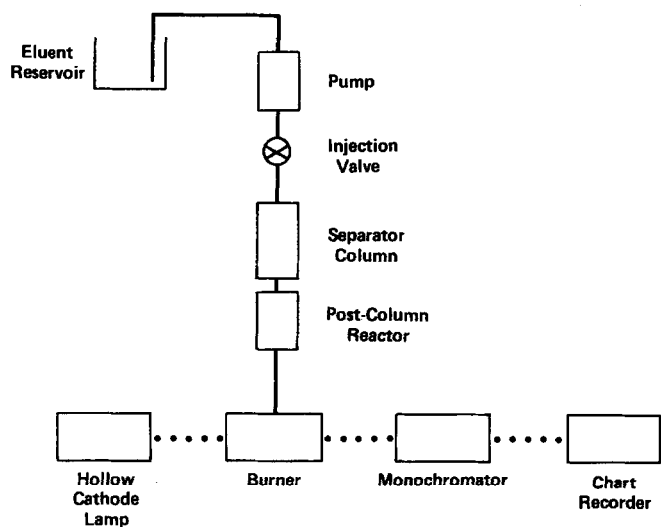 Eluent
Reservoir
Pump
Injection
Valve
Separator
Column
Post-Column
Reactor
Hollow
Cathode
Lamp
Burner
Monochromator
Chart
Recorder